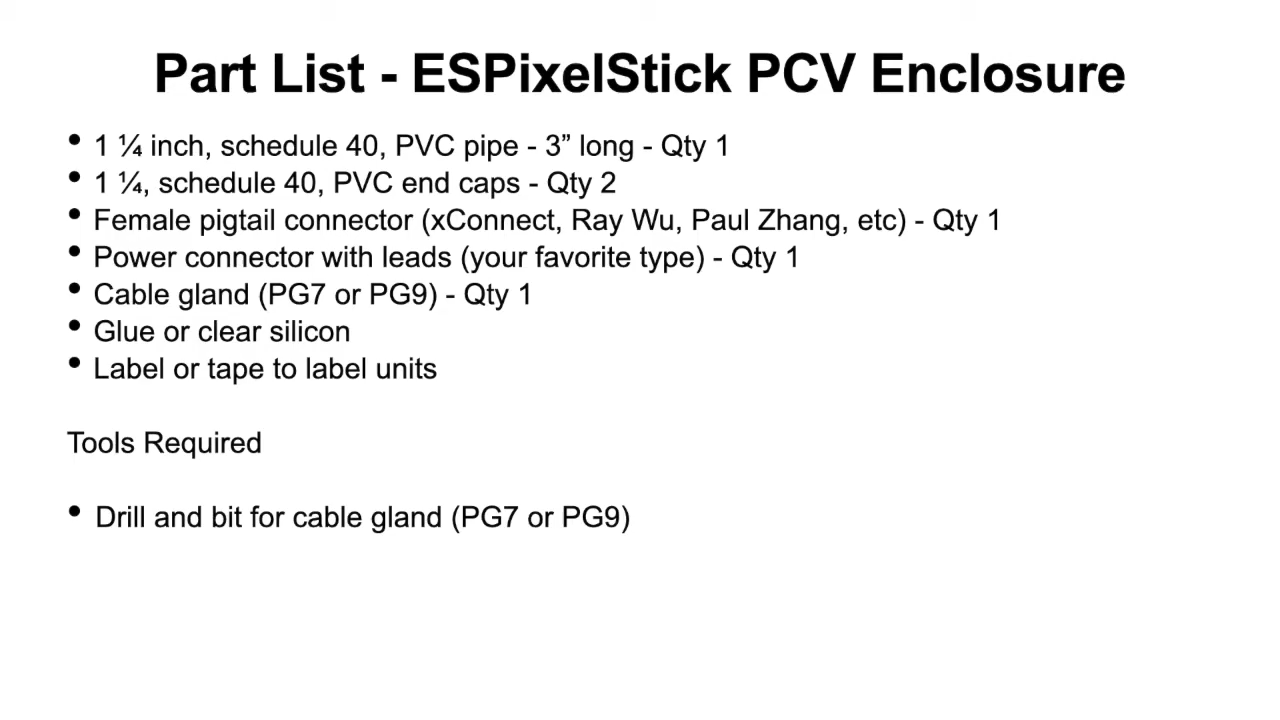 Part List - ESPixelStick PCV Enclosure
• 1 ¼ inch, schedule 40, PVC pipe - 3” long - Qty 1
• 1 ¼, schedule 40, PVC end caps - Qty 2
• Female pigtail connector (xConnect, Ray Wu, Paul Zhang, etc) - Qty 1
• Power connector with leads (your favorite type) - Qty 1
• Cable gland (PG7 or PG9) - Qty 1
• Glue or clear silicon
• Label or tape to label units
Tools Required
• Drill and bit for cable gland (PG7 or PG9)